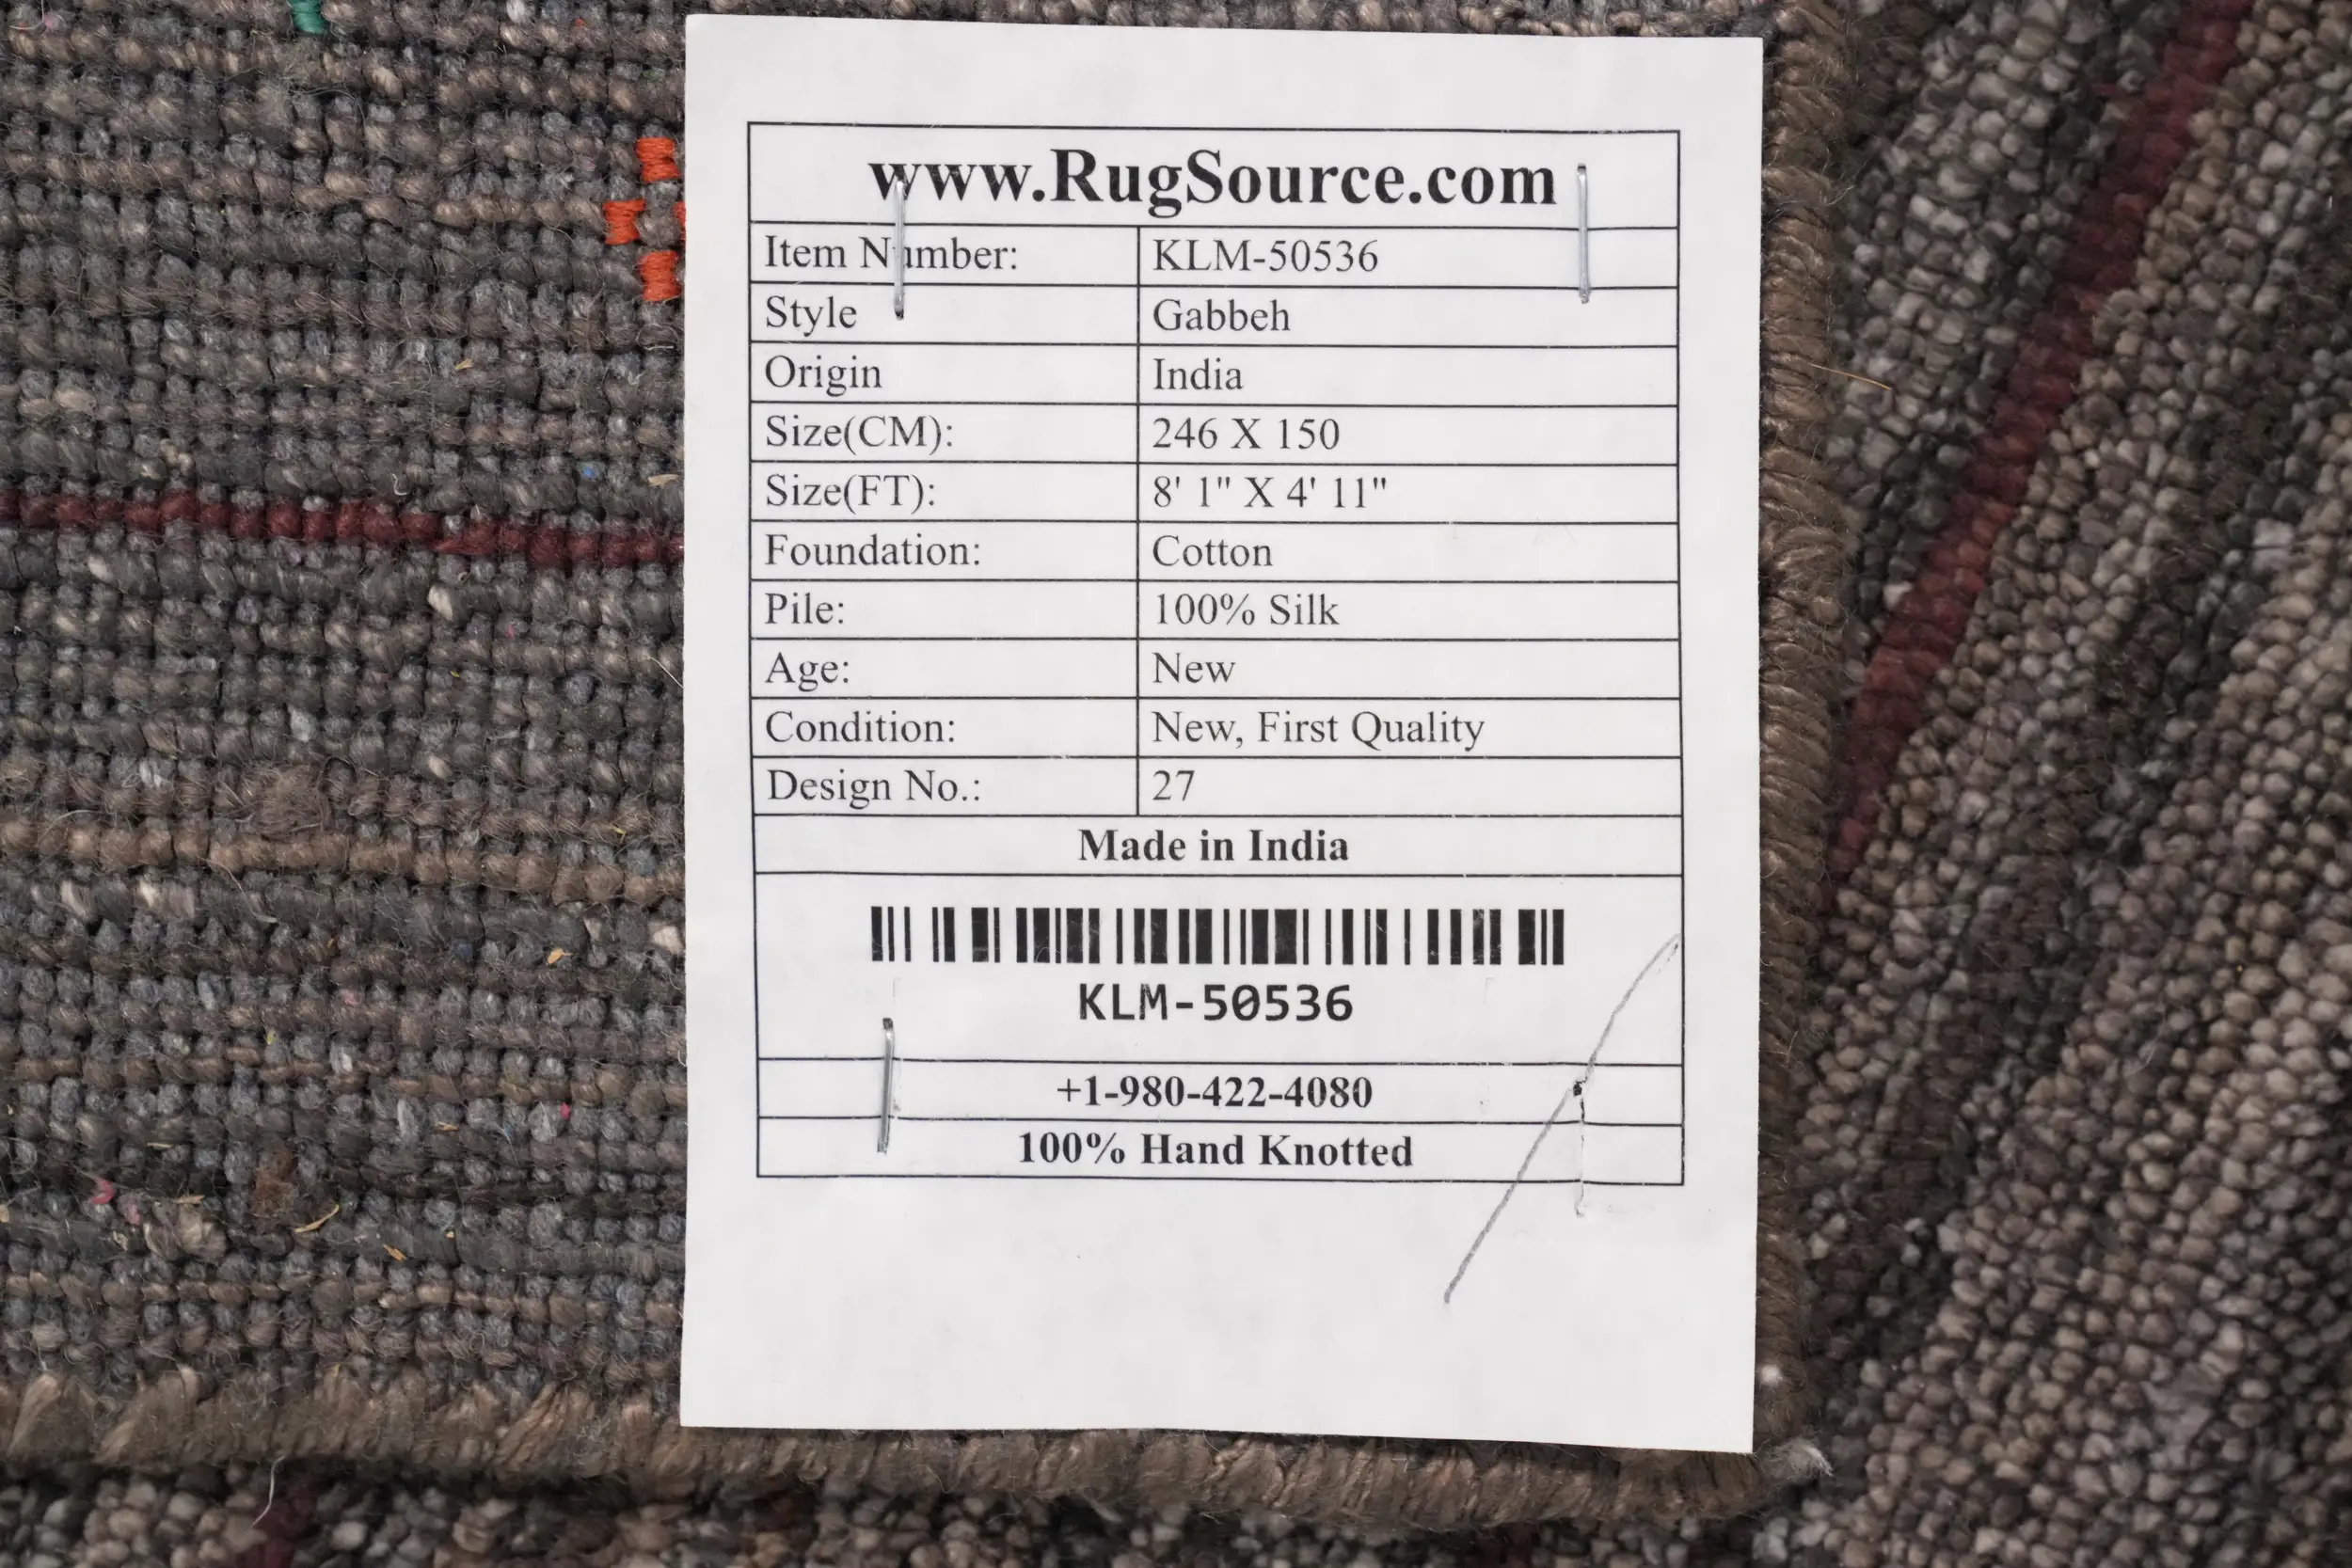 www.RugSource.com
Item Number: KLM-50536
Style Gabbeh
Origin India
Size(CM): 246 X 150
Size(FT): 8' 1" X 4' 11"
Foundation: Cotton
Pile: 100% Silk
Age: New
Condition: New, First Quality
Design No.: 27
Made in India
KLM-50536
+1-980-422-4080
100% Hand Knotted